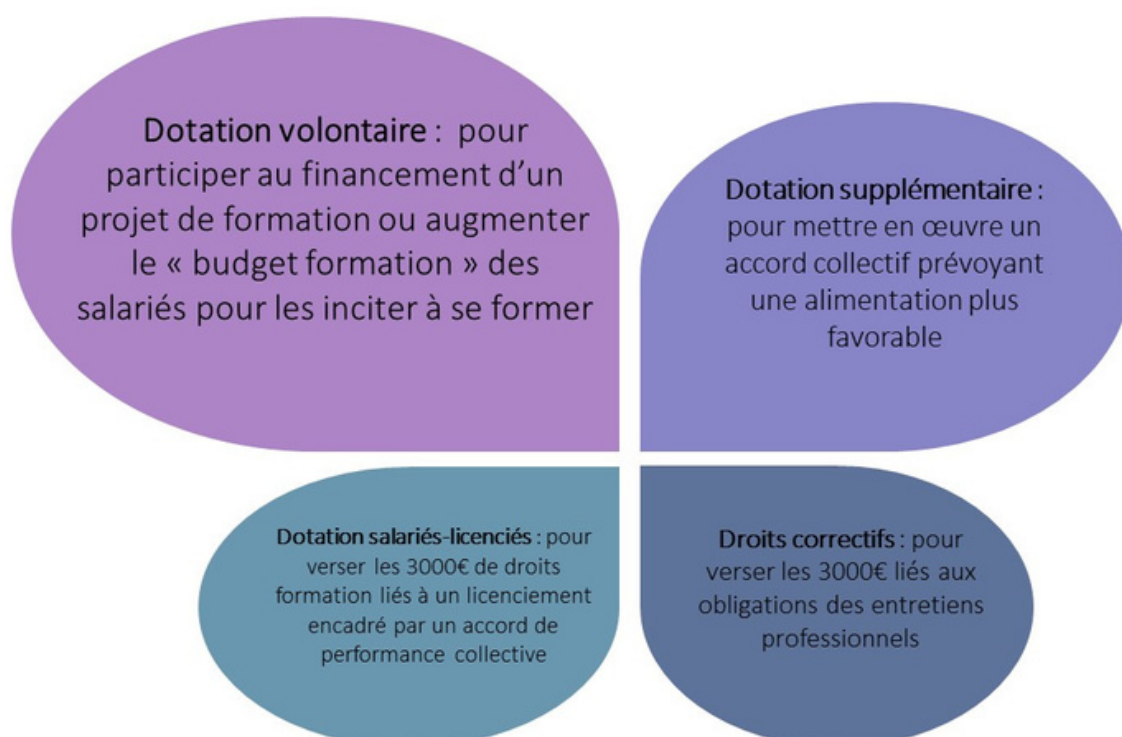 Dotation volontaire : pour
participer au financement d’un
projet de formation ou augmenter
le « budget formation » des
salariés pour les inciter à se former
Dotation supplémentaire :
pour mettre en œuvre un
accord collectif prévoyant
une alimentation plus
favorable
Dotation salariés-licenciés : pour
verser les 3000€ de droits
formation liés à un licenciement
encadré par un accord de
performance collective
Droits correctifs : pour
verser les 3000€ liés aux
obligations des entretiens
professionnels